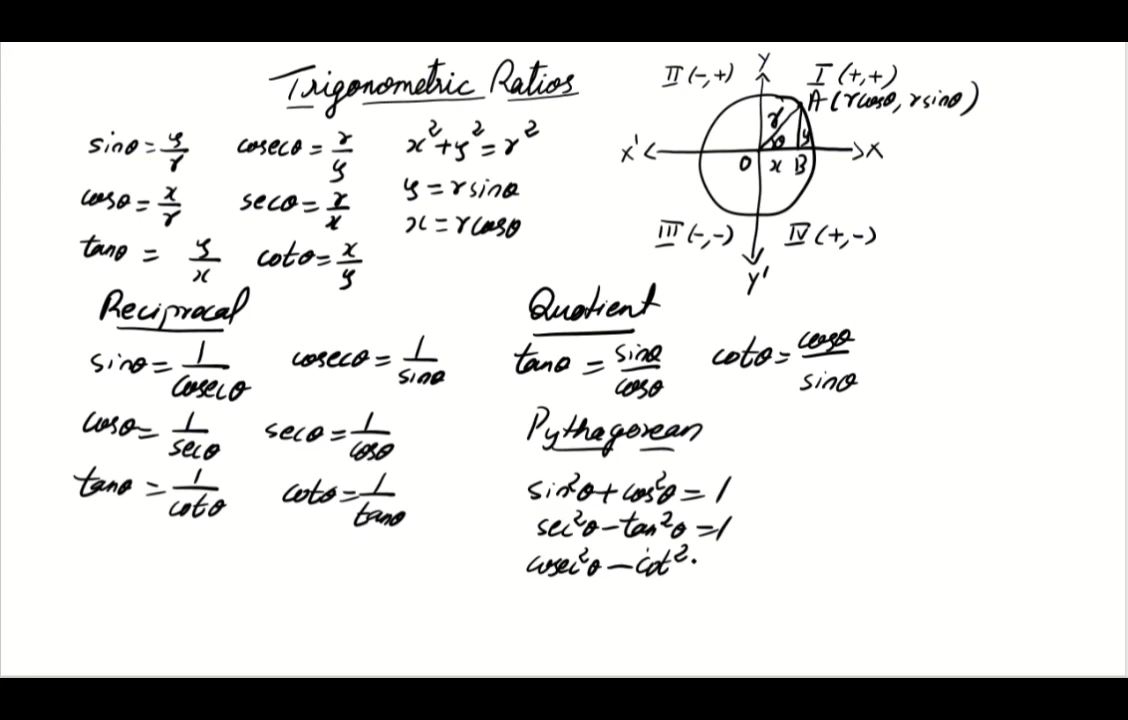 Trigonometric Ratios
sinθ = y/r cosecθ = r/y x² + y² = r²
cosθ = x/r secθ = r/x y = r sinθ
tanθ = y/x cotθ = x/y x = r cosθ
II (-,+) Y I (+,+)
A (r cosθ, r sinθ)
r θ y
X' O x B X
III (-,-) IV (+,-)
Y'
Reciprocal
sinθ = 1/cosecθ cosecθ = 1/sinθ
cosθ = 1/secθ secθ = 1/cosθ
tanθ = 1/cotθ cotθ = 1/tanθ
Quotient
tanθ = sinθ/cosθ cotθ = cosθ/sinθ
Pythagorean
sin²θ + cos²θ = 1
sec²θ - tan²θ = 1
cosec²θ - cot²